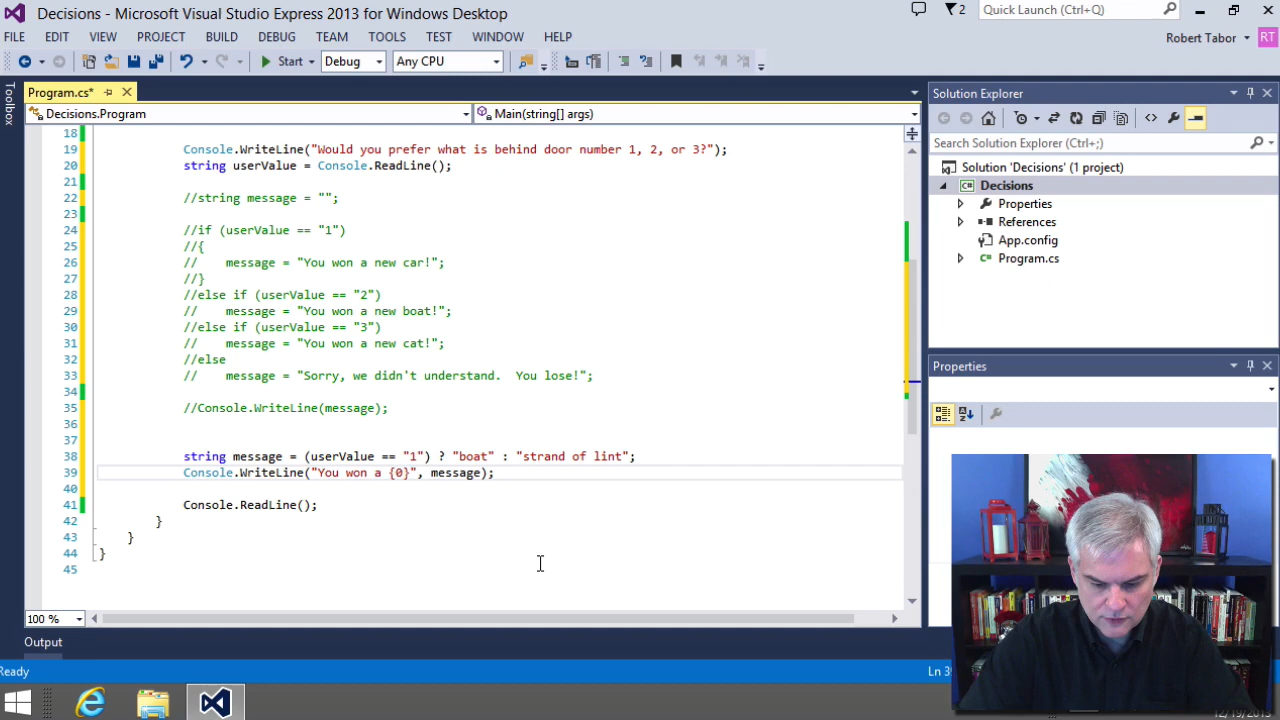 Decisions - Microsoft Visual Studio Express 2013 for Windows Desktop
2
Quick Launch (Ctrl+Q)
FILE EDIT VIEW PROJECT BUILD DEBUG TEAM TOOLS TEST WINDOW HELP
Robert Tabor
RT
Start
Debug
Any CPU
Toolbox
Program.cs*
Decisions.Program
Main(string[] args)
18
19 Console.WriteLine("Would you prefer what is behind door number 1, 2, or 3?");
20 string userValue = Console.ReadLine();
21
22 //string message = "";
23
24 //if (userValue == "1")
25 //{
26 //    message = "You won a new car!";
27 //}
28 //else if (userValue == "2")
29 //    message = "You won a new boat!";
30 //else if (userValue == "3")
31 //    message = "You won a new cat!";
32 //else
33 //    message = "Sorry, we didn't understand.  You lose!";
34
35 //Console.WriteLine(message);
36
37
38 string message = (userValue == "1") ? "boat" : "strand of lint";
39 Console.WriteLine("You won a {0}", message);
40
41 Console.ReadLine();
42 }
43 }
44 }
45
100 %
Output
Ready
Solution Explorer
Search Solution Explorer (Ctrl+;)
Solution 'Decisions' (1 project)
C# Decisions
Properties
References
App.config
C# Program.cs
Properties
12/19/2013